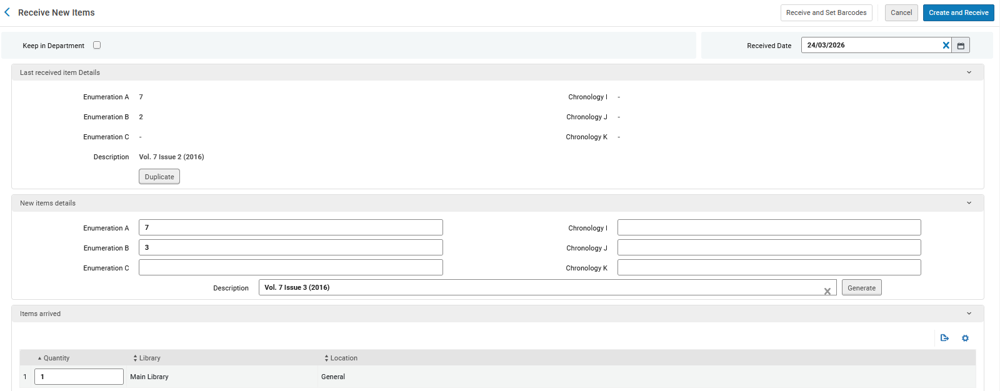 Receive New Items Receive and Set Barcodes Cancel Create and Receive
Keep in Department Received Date 24/03/2026
Last received item Details
Enumeration A 7 Chronology I -
Enumeration B 2 Chronology J -
Enumeration C - Chronology K -
Description Vol. 7 Issue 2 (2016)
Duplicate
New items details
Enumeration A 7 Chronology I
Enumeration B 3 Chronology J
Enumeration C Chronology K
Description Vol. 7 Issue 3 (2016) Generate
Items arrived
Quantity Library Location
1 1 Main Library General